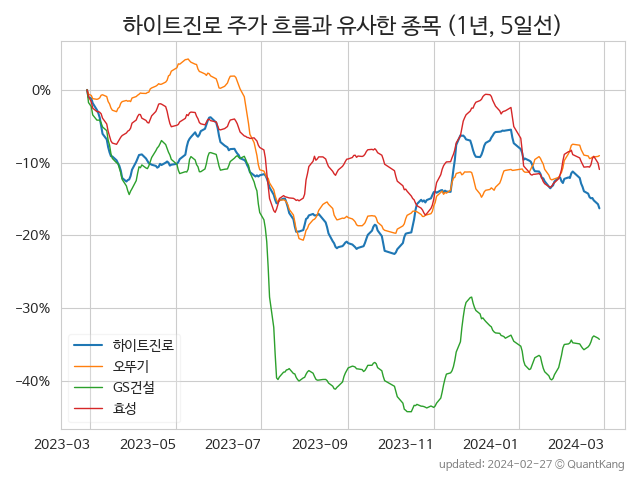 하이트진로 주가 흐름과 유사한 종목 (1년, 5일선)
0%
−10%
−20%
−30%
−40%
하이트진로
오뚜기
GS건설
효성
2023-03 2023-05 2023-07 2023-09 2023-11 2024-01 2024-03
updated: 2024-02-27 © QuantKang